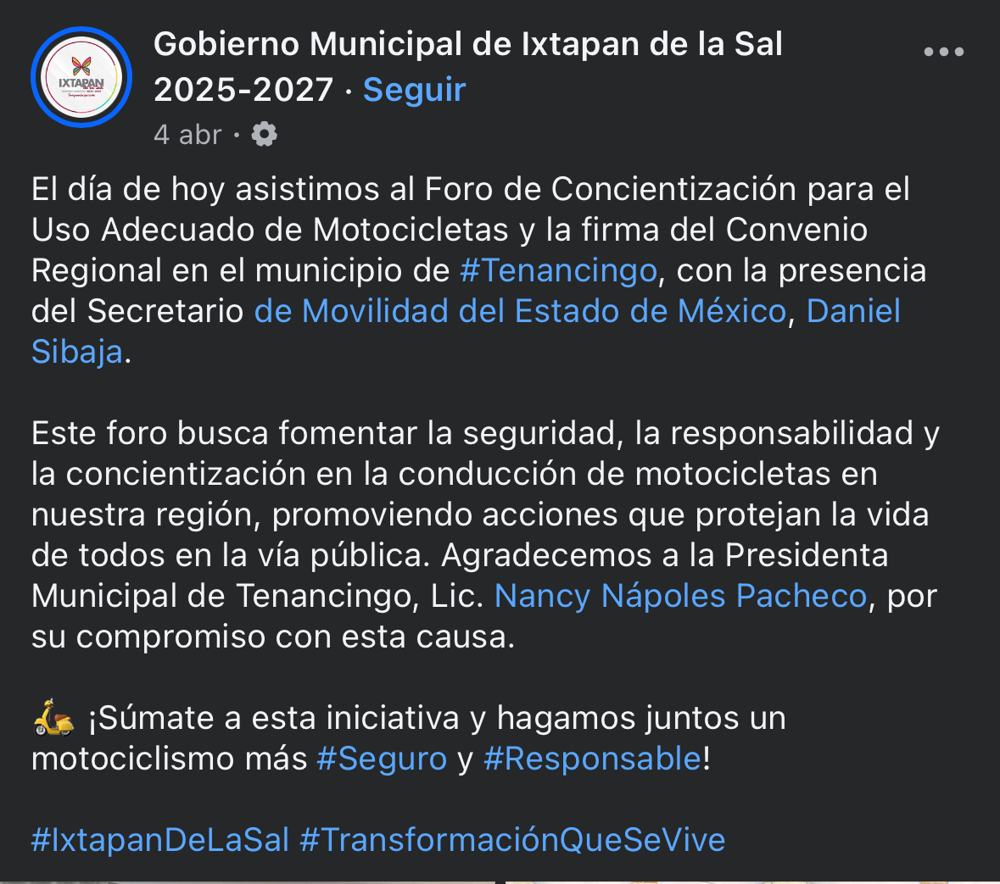 IXTAPAN
Gobierno Municipal de Ixtapan de la Sal
2025-2027 · Seguir
4 abr ·
El día de hoy asistimos al Foro de Concientización para el
Uso Adecuado de Motocicletas y la firma del Convenio
Regional en el municipio de #Tenancingo, con la presencia
del Secretario de Movilidad del Estado de México, Daniel
Sibaja.
Este foro busca fomentar la seguridad, la responsabilidad y
la concientización en la conducción de motocicletas en
nuestra región, promoviendo acciones que protejan la vida
de todos en la vía pública. Agradecemos a la Presidenta
Municipal de Tenancingo, Lic. Nancy Nápoles Pacheco, por
su compromiso con esta causa.
🛵 ¡Súmate a esta iniciativa y hagamos juntos un
motociclismo más #Seguro y #Responsable!
#IxtapanDeLaSal #TransformaciónQueSeVive